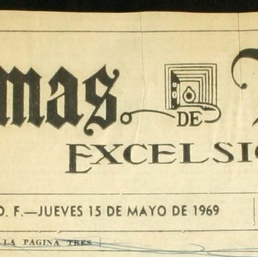 mas. DE
EXCELSI
D. F.—JUEVES 15 DE MAYO DE 1969
LA PAGINA TRES